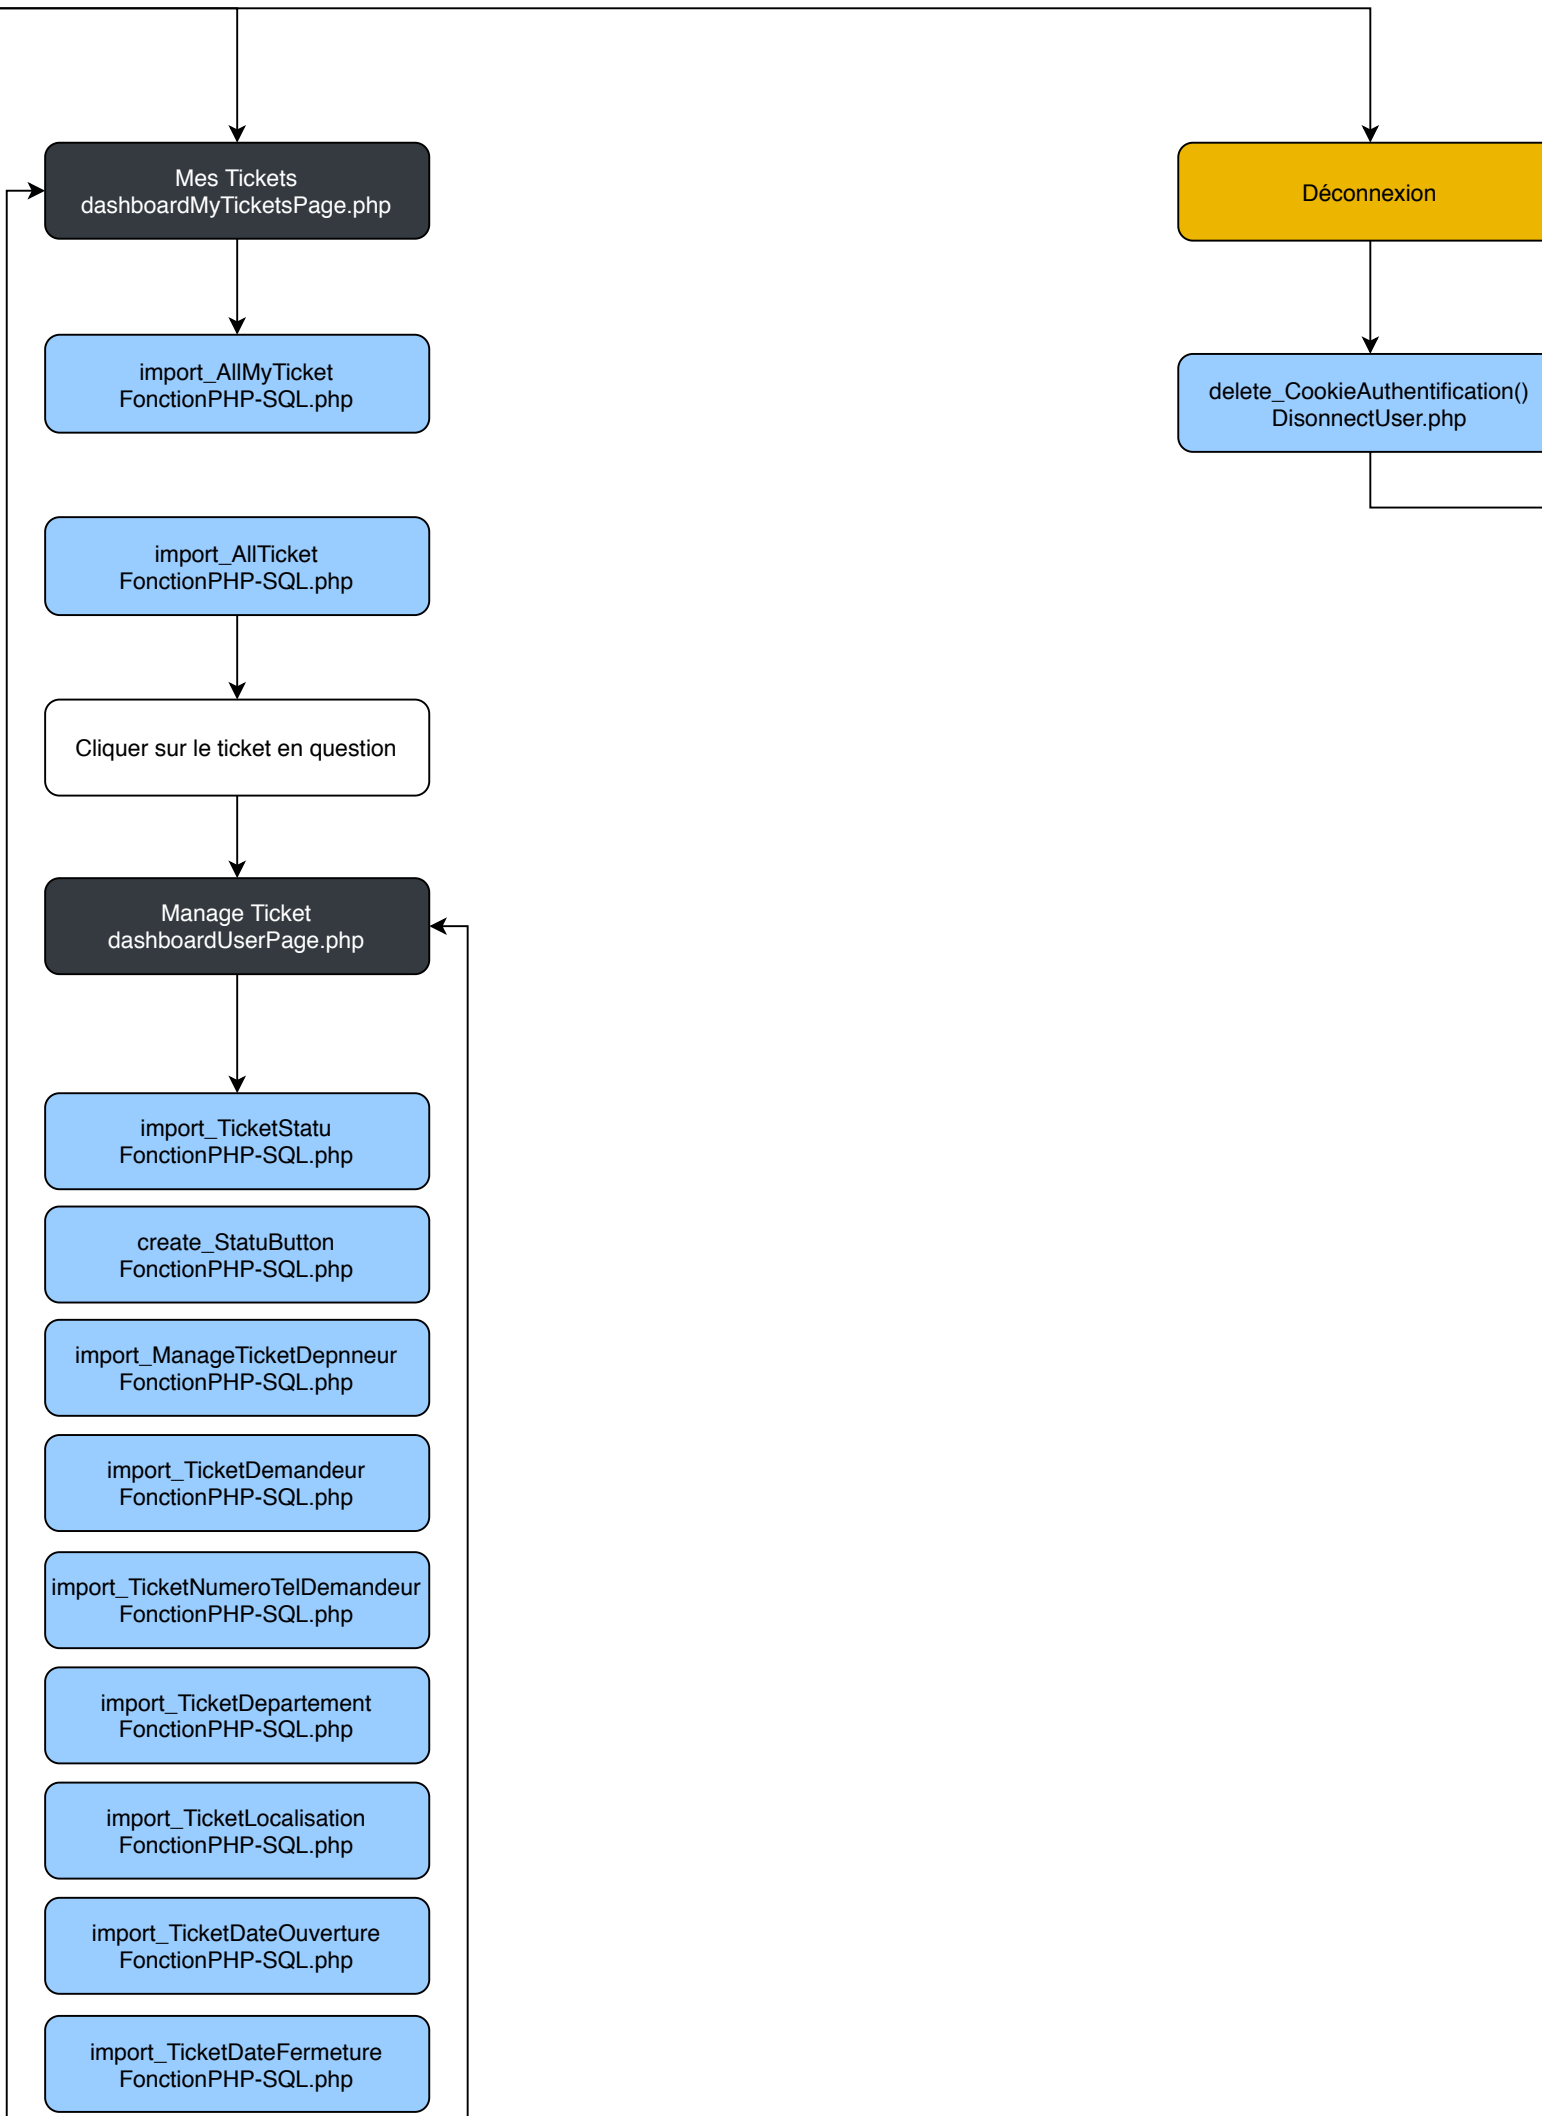 Mes Tickets
dashboardMyTicketsPage.php
Déconnexion
import_AllMyTicket
FonctionPHP-SQL.php
delete_CookieAuthentification()
DisonnectUser.php
import_AllTicket
FonctionPHP-SQL.php
Cliquer sur le ticket en question
Manage Ticket
dashboardUserPage.php
import_TicketStatu
FonctionPHP-SQL.php
create_StatuButton
FonctionPHP-SQL.php
import_ManageTicketDepnneur
FonctionPHP-SQL.php
import_TicketDemandeur
FonctionPHP-SQL.php
import_TicketNumeroTelDemandeur
FonctionPHP-SQL.php
import_TicketDepartement
FonctionPHP-SQL.php
import_TicketLocalisation
FonctionPHP-SQL.php
import_TicketDateOuverture
FonctionPHP-SQL.php
import_TicketDateFermeture
FonctionPHP-SQL.php